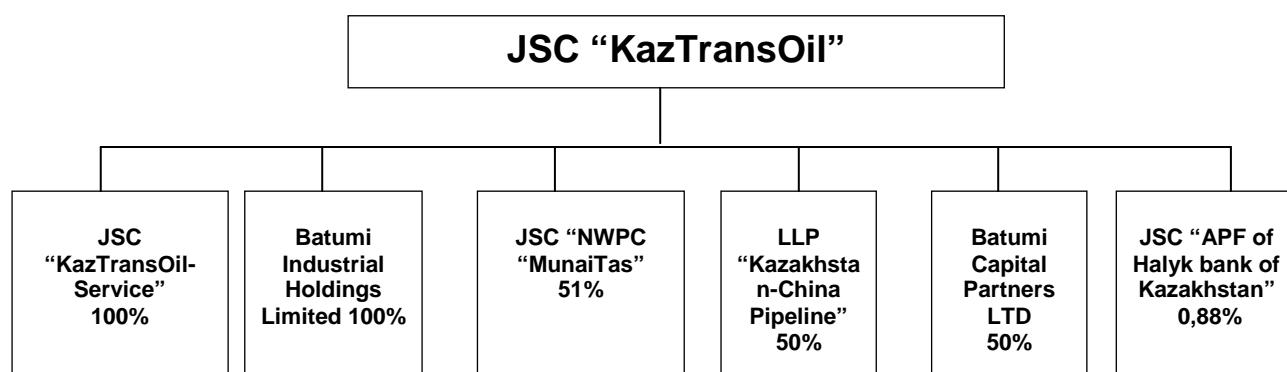 JSC “KazTransOil”
JSC
“KazTransOil-
Service”
100%
Batumi
Industrial
Holdings
Limited 100%
JSC “NWPC
“MunaiTas”
51%
LLP
“Kazakhsta
n-China
Pipeline”
50%
Batumi
Capital
Partners
LTD
50%
JSC “APF of
Halyk bank of
Kazakhstan”
0,88%